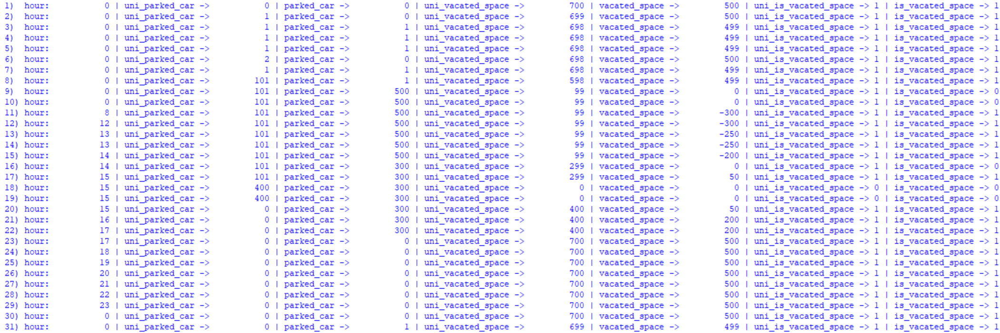 1) hour: 0 | uni_parked_car -> 0 | parked_car -> 0 | uni_vacated_space -> 700 | vacated_space -> 500 | uni_is_vacated_space -> 1 | is_vacated_space -> 1
2) hour: 0 | uni_parked_car -> 1 | parked_car -> 0 | uni_vacated_space -> 699 | vacated_space -> 500 | uni_is_vacated_space -> 1 | is_vacated_space -> 1
3) hour: 0 | uni_parked_car -> 1 | parked_car -> 1 | uni_vacated_space -> 698 | vacated_space -> 499 | uni_is_vacated_space -> 1 | is_vacated_space -> 1
4) hour: 0 | uni_parked_car -> 1 | parked_car -> 1 | uni_vacated_space -> 698 | vacated_space -> 499 | uni_is_vacated_space -> 1 | is_vacated_space -> 1
5) hour: 0 | uni_parked_car -> 1 | parked_car -> 1 | uni_vacated_space -> 698 | vacated_space -> 499 | uni_is_vacated_space -> 1 | is_vacated_space -> 1
6) hour: 0 | uni_parked_car -> 2 | parked_car -> 0 | uni_vacated_space -> 698 | vacated_space -> 500 | uni_is_vacated_space -> 1 | is_vacated_space -> 1
7) hour: 0 | uni_parked_car -> 1 | parked_car -> 1 | uni_vacated_space -> 698 | vacated_space -> 499 | uni_is_vacated_space -> 1 | is_vacated_space -> 1
8) hour: 0 | uni_parked_car -> 101 | parked_car -> 1 | uni_vacated_space -> 598 | vacated_space -> 499 | uni_is_vacated_space -> 1 | is_vacated_space -> 1
9) hour: 0 | uni_parked_car -> 101 | parked_car -> 500 | uni_vacated_space -> 99 | vacated_space -> 0 | uni_is_vacated_space -> 1 | is_vacated_space -> 0
10) hour: 0 | uni_parked_car -> 101 | parked_car -> 500 | uni_vacated_space -> 99 | vacated_space -> 0 | uni_is_vacated_space -> 1 | is_vacated_space -> 0
11) hour: 8 | uni_parked_car -> 101 | parked_car -> 500 | uni_vacated_space -> 99 | vacated_space -> -300 | uni_is_vacated_space -> 1 | is_vacated_space -> 1
12) hour: 12 | uni_parked_car -> 101 | parked_car -> 500 | uni_vacated_space -> 99 | vacated_space -> -300 | uni_is_vacated_space -> 1 | is_vacated_space -> 1
13) hour: 13 | uni_parked_car -> 101 | parked_car -> 500 | uni_vacated_space -> 99 | vacated_space -> -250 | uni_is_vacated_space -> 1 | is_vacated_space -> 1
14) hour: 13 | uni_parked_car -> 101 | parked_car -> 500 | uni_vacated_space -> 99 | vacated_space -> -250 | uni_is_vacated_space -> 1 | is_vacated_space -> 1
15) hour: 14 | uni_parked_car -> 101 | parked_car -> 500 | uni_vacated_space -> 99 | vacated_space -> -200 | uni_is_vacated_space -> 1 | is_vacated_space -> 1
16) hour: 14 | uni_parked_car -> 101 | parked_car -> 300 | uni_vacated_space -> 299 | vacated_space -> 0 | uni_is_vacated_space -> 1 | is_vacated_space -> 0
17) hour: 15 | uni_parked_car -> 101 | parked_car -> 300 | uni_vacated_space -> 299 | vacated_space -> 50 | uni_is_vacated_space -> 1 | is_vacated_space -> 1
18) hour: 15 | uni_parked_car -> 400 | parked_car -> 300 | uni_vacated_space -> 0 | vacated_space -> 0 | uni_is_vacated_space -> 0 | is_vacated_space -> 0
19) hour: 15 | uni_parked_car -> 400 | parked_car -> 300 | uni_vacated_space -> 0 | vacated_space -> 0 | uni_is_vacated_space -> 0 | is_vacated_space -> 0
20) hour: 15 | uni_parked_car -> 0 | parked_car -> 300 | uni_vacated_space -> 400 | vacated_space -> 50 | uni_is_vacated_space -> 1 | is_vacated_space -> 1
21) hour: 16 | uni_parked_car -> 0 | parked_car -> 300 | uni_vacated_space -> 400 | vacated_space -> 200 | uni_is_vacated_space -> 1 | is_vacated_space -> 1
22) hour: 17 | uni_parked_car -> 0 | parked_car -> 300 | uni_vacated_space -> 400 | vacated_space -> 200 | uni_is_vacated_space -> 1 | is_vacated_space -> 1
23) hour: 17 | uni_parked_car -> 0 | parked_car -> 0 | uni_vacated_space -> 700 | vacated_space -> 500 | uni_is_vacated_space -> 1 | is_vacated_space -> 1
24) hour: 18 | uni_parked_car -> 0 | parked_car -> 0 | uni_vacated_space -> 700 | vacated_space -> 500 | uni_is_vacated_space -> 1 | is_vacated_space -> 1
25) hour: 19 | uni_parked_car -> 0 | parked_car -> 0 | uni_vacated_space -> 700 | vacated_space -> 500 | uni_is_vacated_space -> 1 | is_vacated_space -> 1
26) hour: 20 | uni_parked_car -> 0 | parked_car -> 0 | uni_vacated_space -> 700 | vacated_space -> 500 | uni_is_vacated_space -> 1 | is_vacated_space -> 1
27) hour: 21 | uni_parked_car -> 0 | parked_car -> 0 | uni_vacated_space -> 700 | vacated_space -> 500 | uni_is_vacated_space -> 1 | is_vacated_space -> 1
28) hour: 22 | uni_parked_car -> 0 | parked_car -> 0 | uni_vacated_space -> 700 | vacated_space -> 500 | uni_is_vacated_space -> 1 | is_vacated_space -> 1
29) hour: 23 | uni_parked_car -> 0 | parked_car -> 0 | uni_vacated_space -> 700 | vacated_space -> 500 | uni_is_vacated_space -> 1 | is_vacated_space -> 1
30) hour: 0 | uni_parked_car -> 0 | parked_car -> 0 | uni_vacated_space -> 700 | vacated_space -> 500 | uni_is_vacated_space -> 1 | is_vacated_space -> 1
31) hour: 0 | uni_parked_car -> 0 | parked_car -> 1 | uni_vacated_space -> 699 | vacated_space -> 499 | uni_is_vacated_space -> 1 | is_vacated_space -> 1